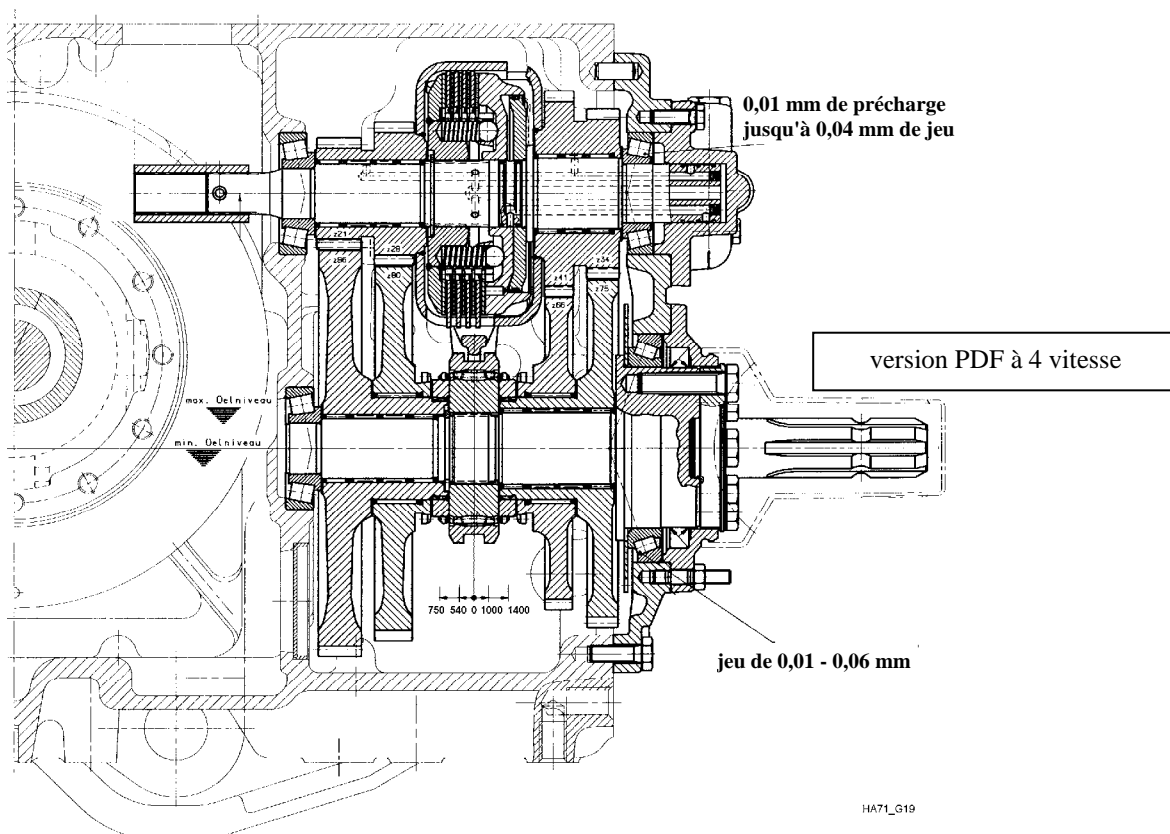 0,01 mm de précharge
jusqu'à 0,04 mm de jeu
z21
z28
z86
z80
z34
z41
z75
z66
version PDF à 4 vitesse
max. Oelniveau
min. Oelniveau
750 540 0 1000 1400
jeu de 0,01 - 0,06 mm
HA71_G19